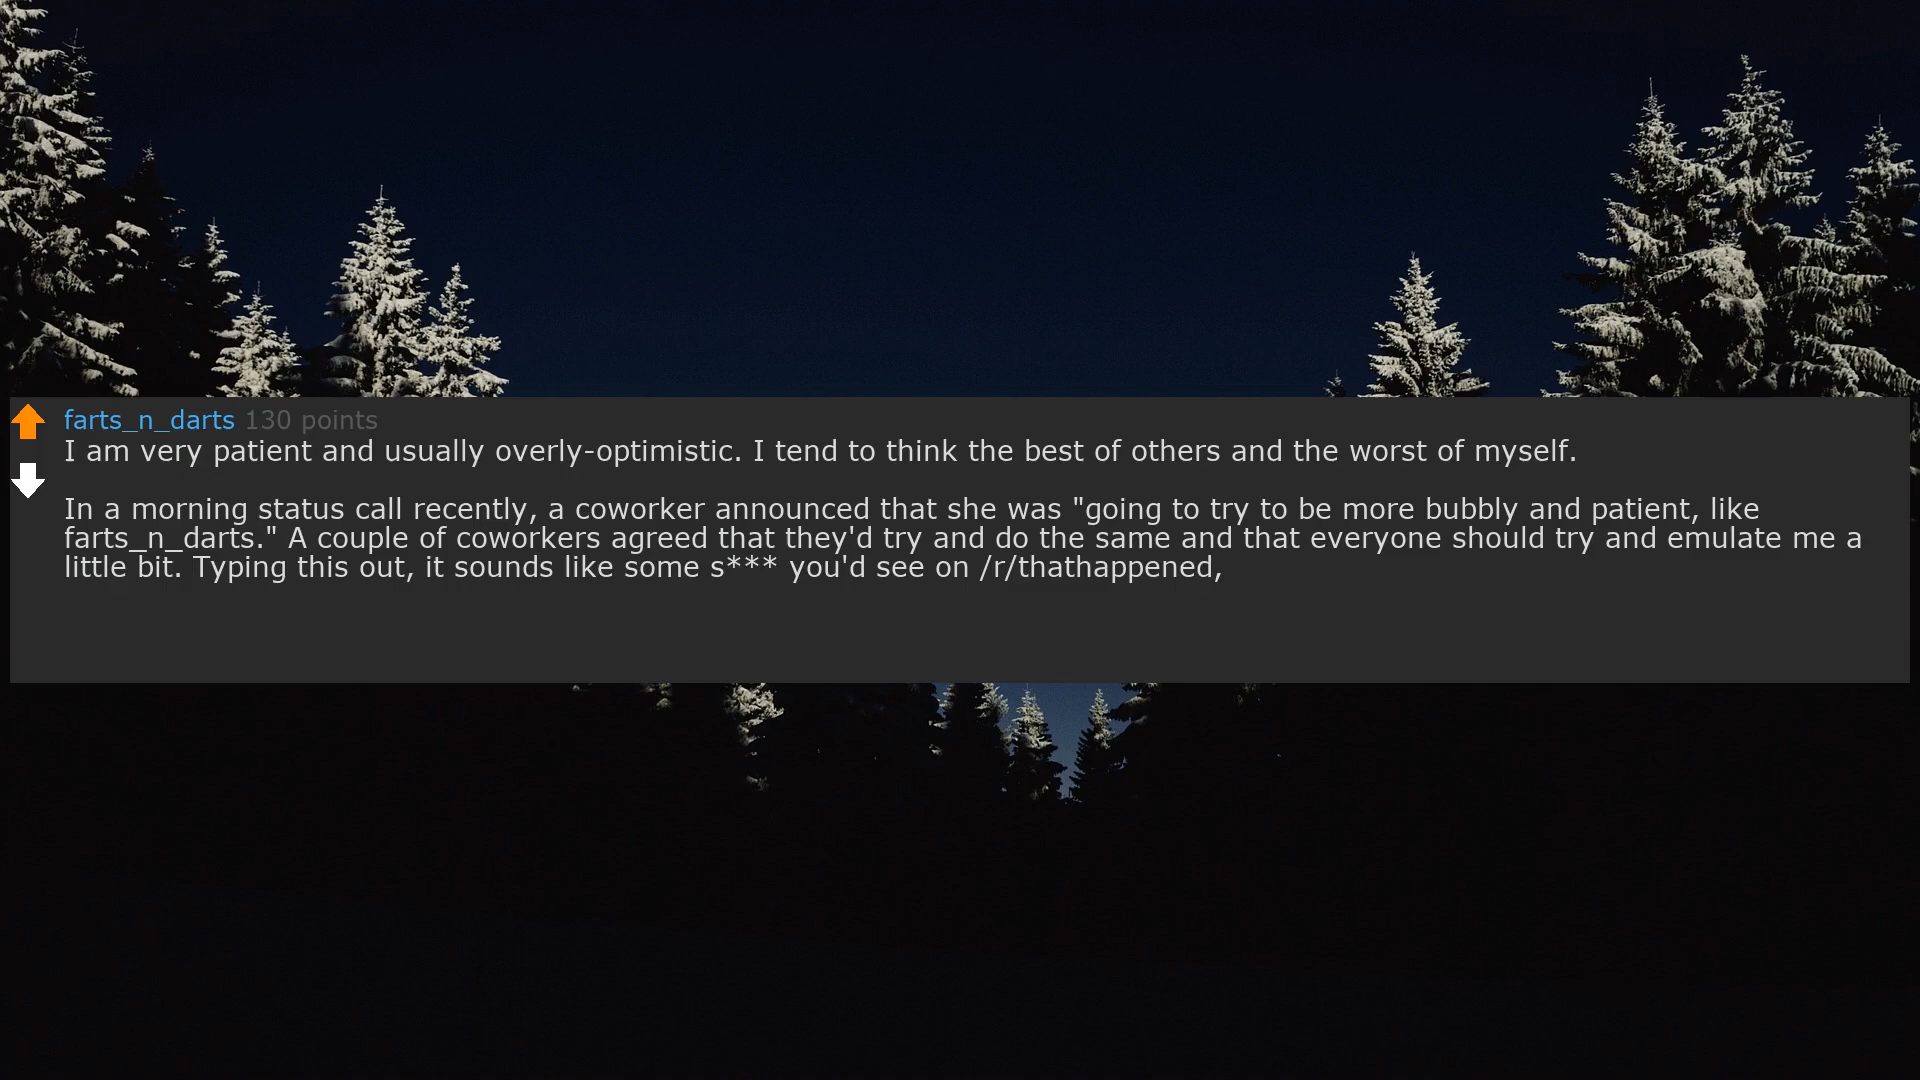 farts_n_darts 130 points
I am very patient and usually overly-optimistic. I tend to think the best of others and the worst of myself.
In a morning status call recently, a coworker announced that she was "going to try to be more bubbly and patient, like
farts_n_darts." A couple of coworkers agreed that they'd try and do the same and that everyone should try and emulate me a
little bit. Typing this out, it sounds like some s*** you'd see on /r/thathappened,